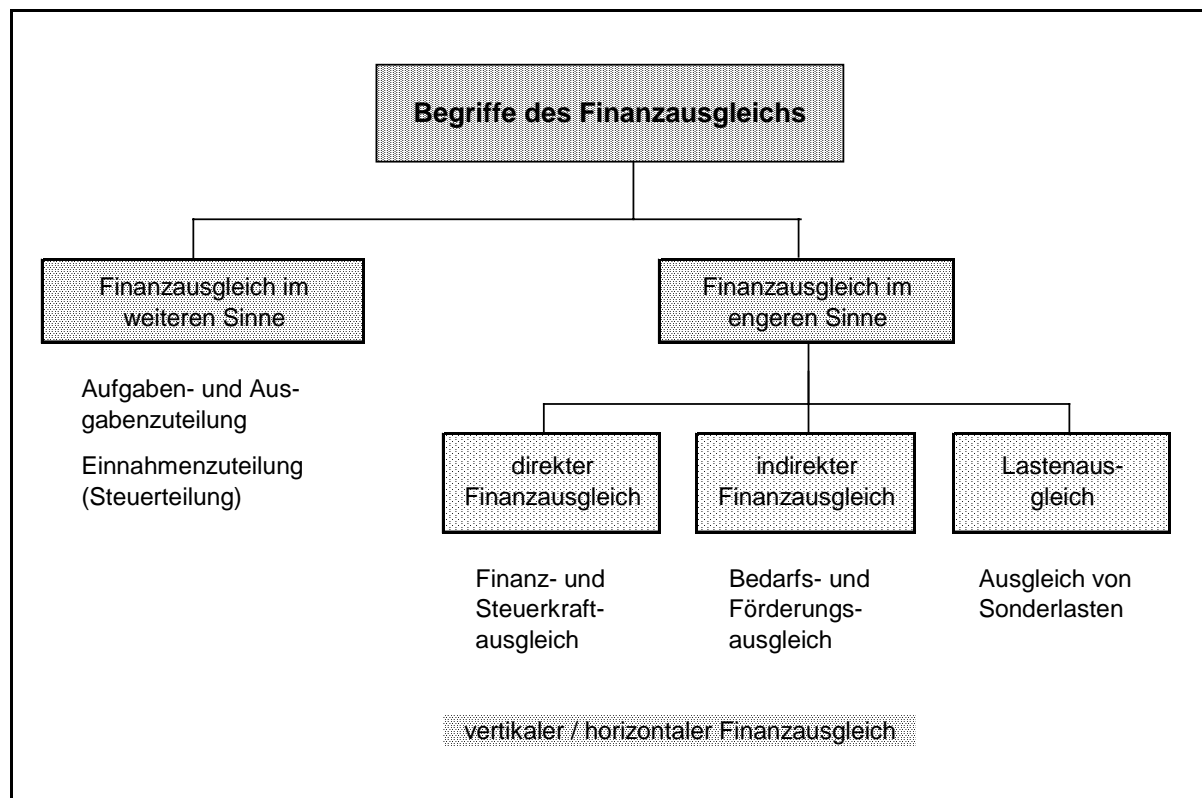 Begriffe des Finanzausgleichs
Finanzausgleich im
weiteren Sinne
Aufgaben- und Aus-
gabenzuteilung
Einnahmenzuteilung
(Steuerteilung)
Finanzausgleich im
engeren Sinne
direkter
Finanzausgleich
Finanz- und
Steuerkraft-
ausgleich
indirekter
Finanzausgleich
Bedarfs- und
Förderungs-
ausgleich
Lastenaus-
gleich
Ausgleich von
Sonderlasten
vertikaler / horizontaler Finanzausgleich